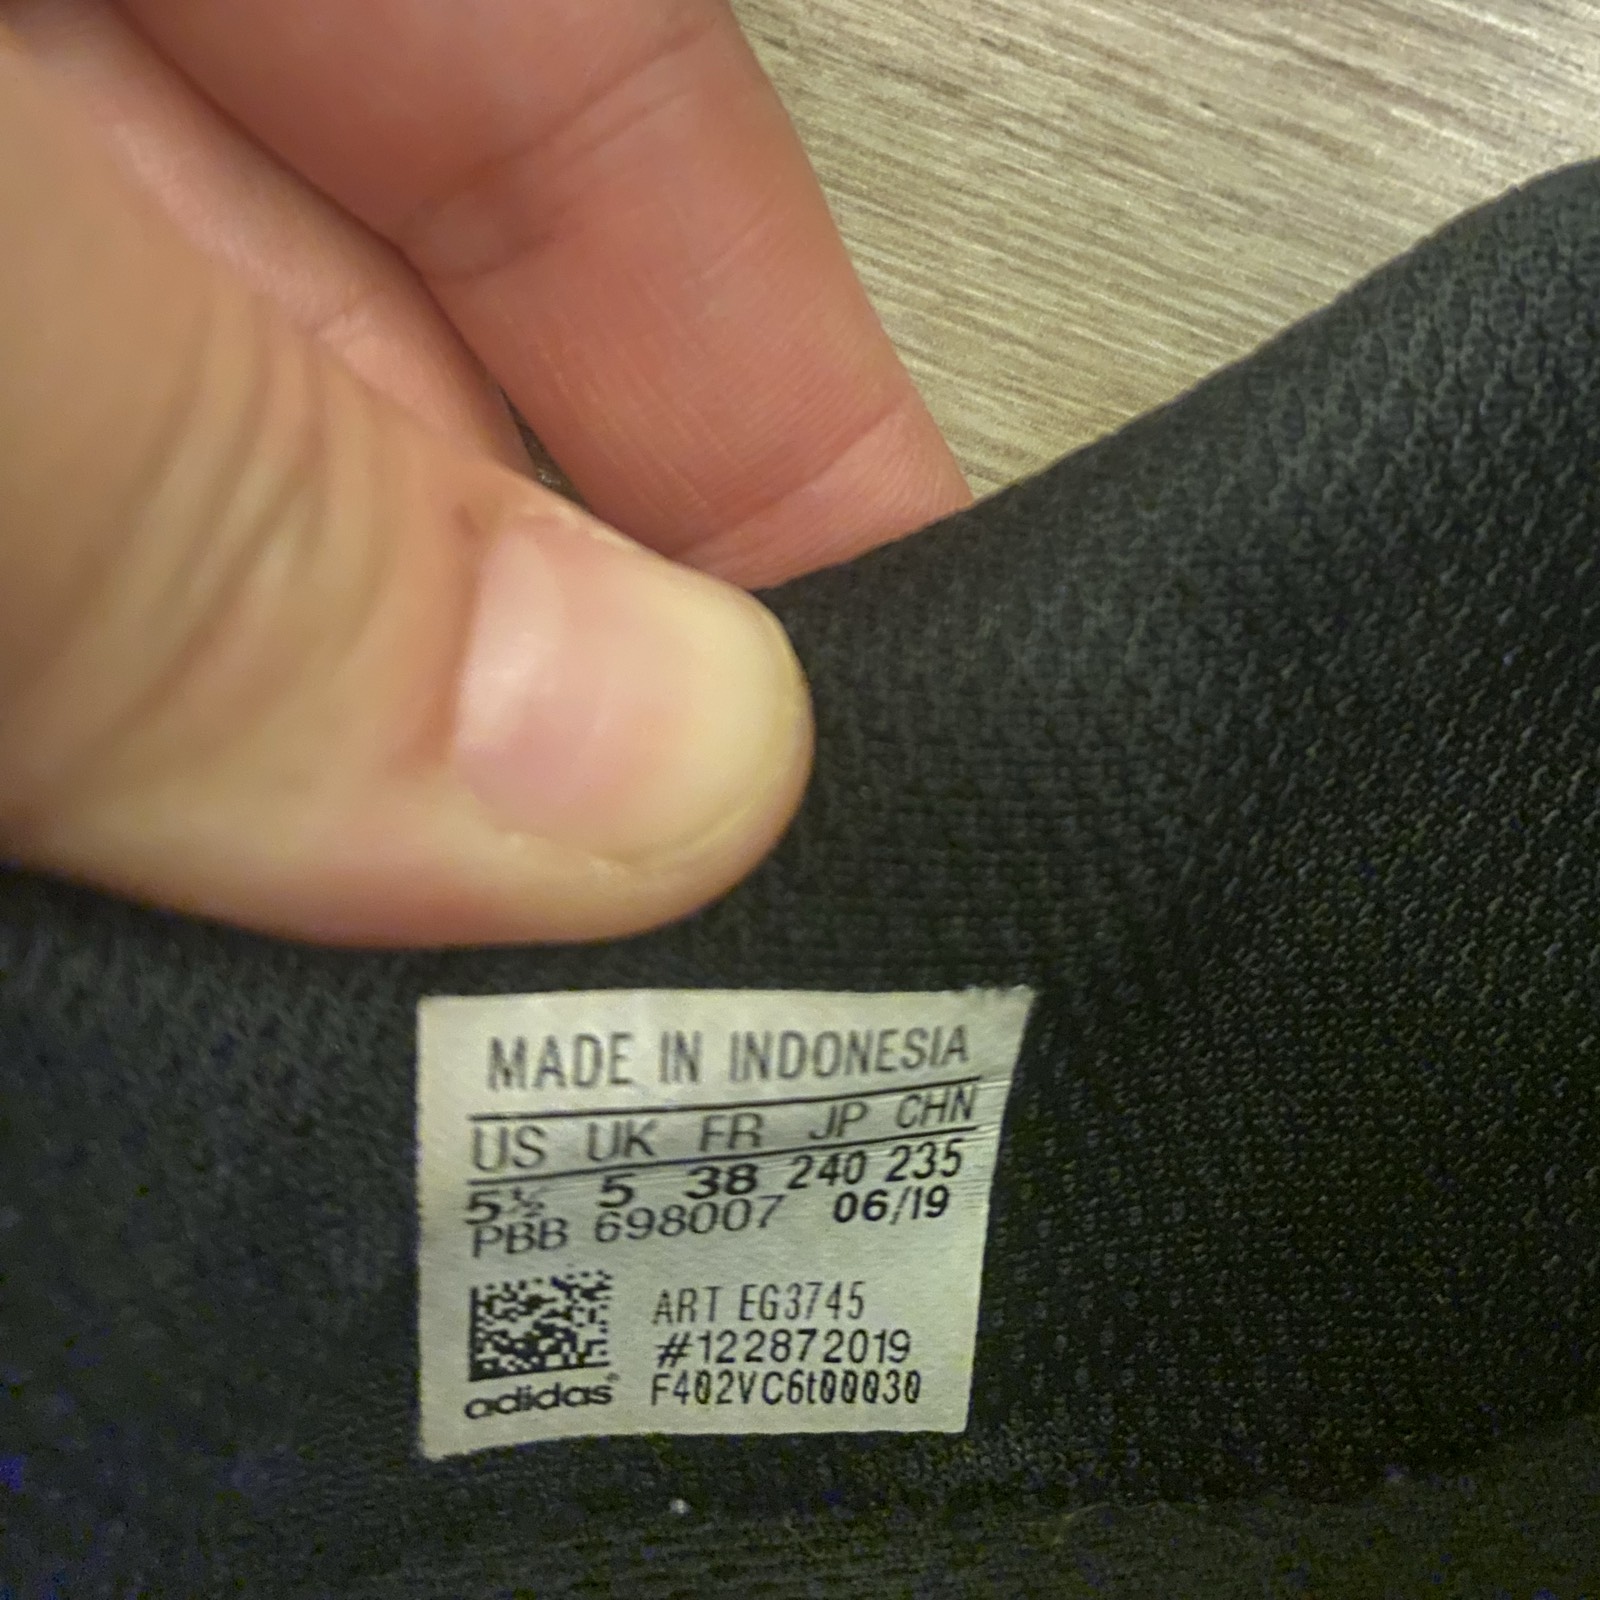 MADE IN INDONESIA
US UK FR JP CHN
5½ 5 38 240 235
PBB 698007 06/19
ART EG3745
#122872019
F402VC6t00030
adidas®